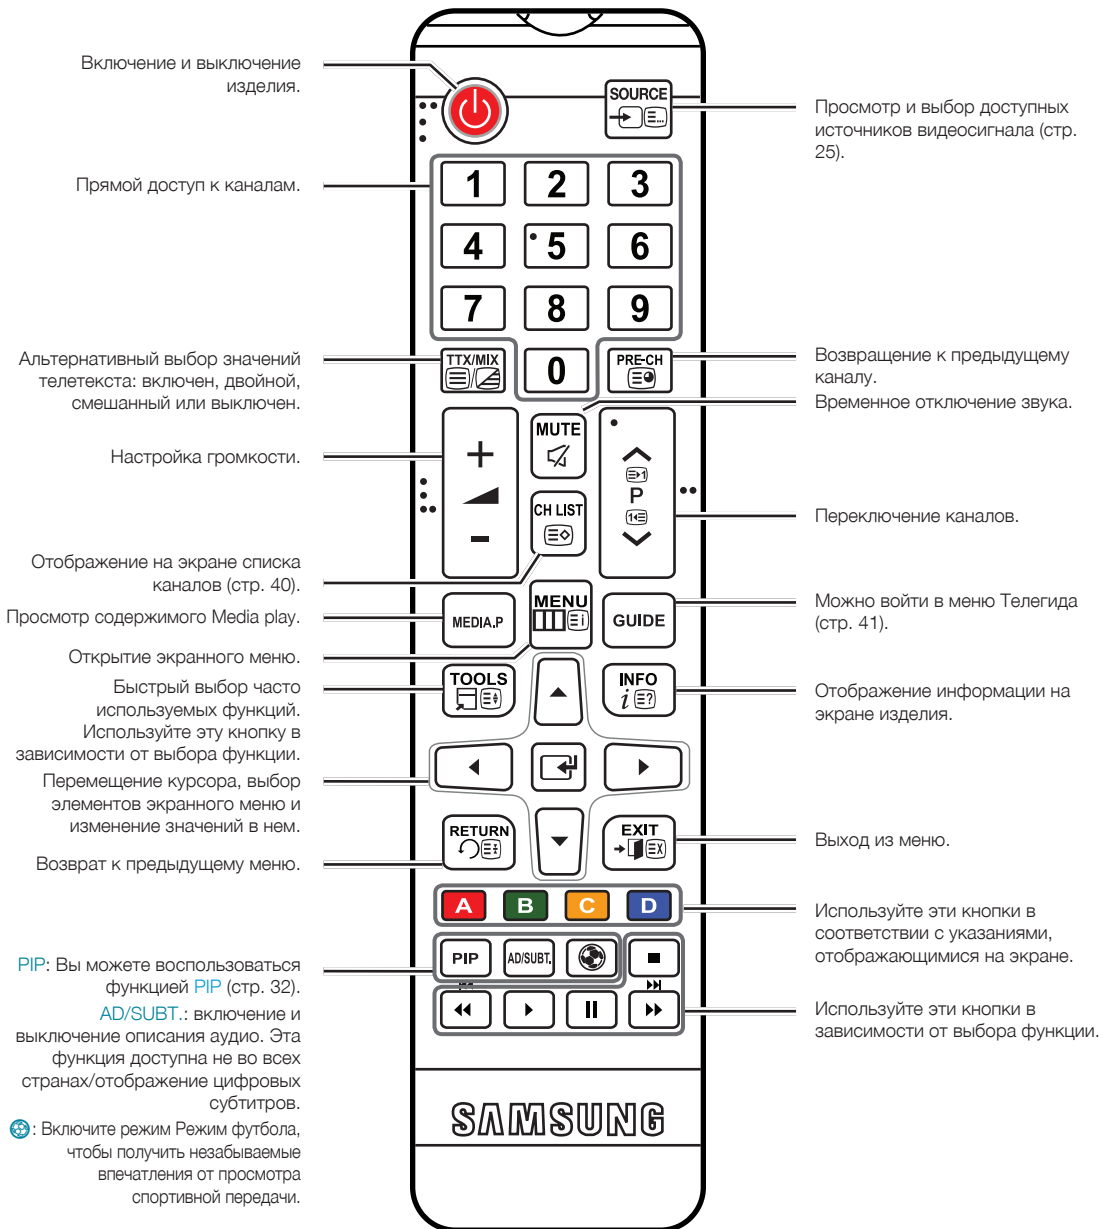 Включение и выключение
изделия.
SOURCE
Просмотр и выбор доступных
источников видеосигнала (стр.
25).
Прямой доступ к каналам.
1 2 3
4 5 6
7 8 9
0
Альтернативный выбор значений
телетекста: включен, двойной,
смешанный или выключен.
TTX/MIX
PRE-CH
Возвращение к предыдущему
каналу.
Временное отключение звука.
MUTE
Настройка громкости.
+
−
P
CH LIST
Переключение каналов.
Отображение на экране списка
каналов (стр. 40).
Просмотр содержимого Media play.
MEDIA.P
MENU
GUIDE
Можно войти в меню Телегида
(стр. 41).
Открытие экранного меню.
TOOLS
INFO
Быстрый выбор часто
используемых функций.
Используйте эту кнопку в
зависимости от выбора функции.
Отображение информации на
экране изделия.
Перемещение курсора, выбор
элементов экранного меню и
изменение значений в нем.
RETURN
EXIT
Выход из меню.
Возврат к предыдущему меню.
A B C D
Используйте эти кнопки в
соответствии с указаниями,
отображающимися на экране.
PIP AD/SUBT.
PIP: Вы можете воспользоваться
функцией PIP (стр. 32).
AD/SUBT.: включение и
выключение описания аудио. Эта
функция доступна не во всех
странах/отображение цифровых
субтитров.
Используйте эти кнопки в
зависимости от выбора функции.
: Включите режим Режим футбола,
чтобы получить незабываемые
впечатления от просмотра
спортивной передачи.
SAMSUNG